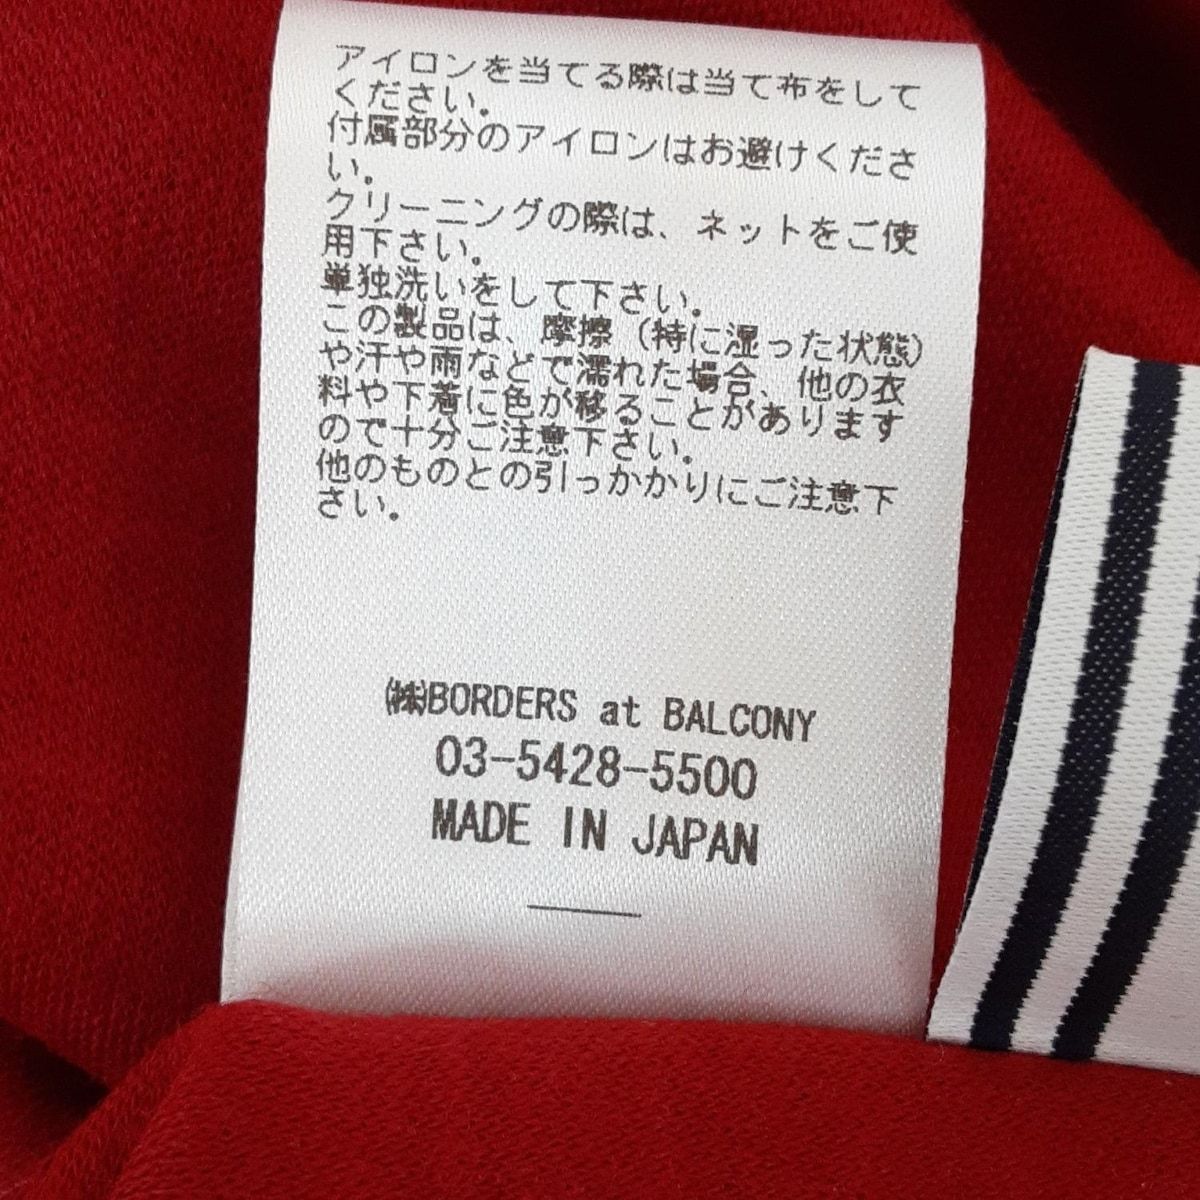 アイロンを当てる際は当て布をして
ください。
付属部分のアイロンはお避けくださ
い。
クリーニングの際は、ネットをご使
用下さい。
単独洗いをして下さい。
この製品は、摩擦(特に湿った状態)
や汗や雨などで濡れた場合、他の衣
料や下着に色が移ることがあります
ので十分ご注意下さい。
他のものとの引っかかりにご注意下
さい。
㈱BORDERS at BALCONY
03-5428-5500
MADE IN JAPAN